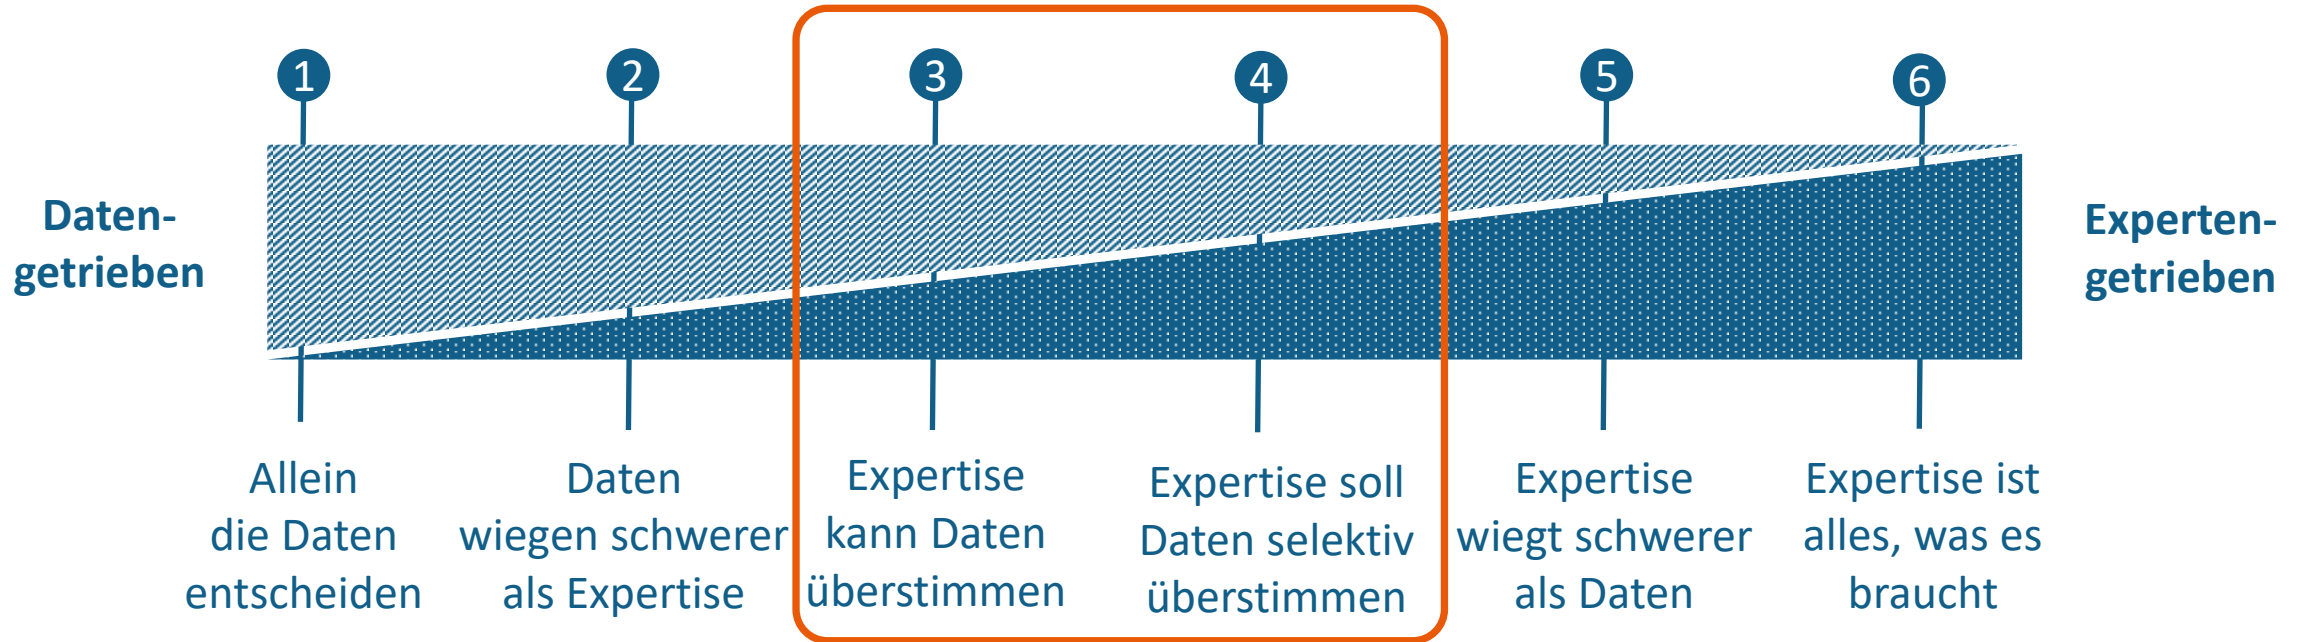 1
2
3
4
5
6
Daten-
getrieben
Experten-
getrieben
Allein
die Daten
entscheiden
Daten
wiegen schwerer
als Expertise
Expertise
kann Daten
überstimmen
Expertise soll
Daten selektiv
überstimmen
Expertise
wiegt schwerer
als Daten
Expertise ist
alles, was es
braucht